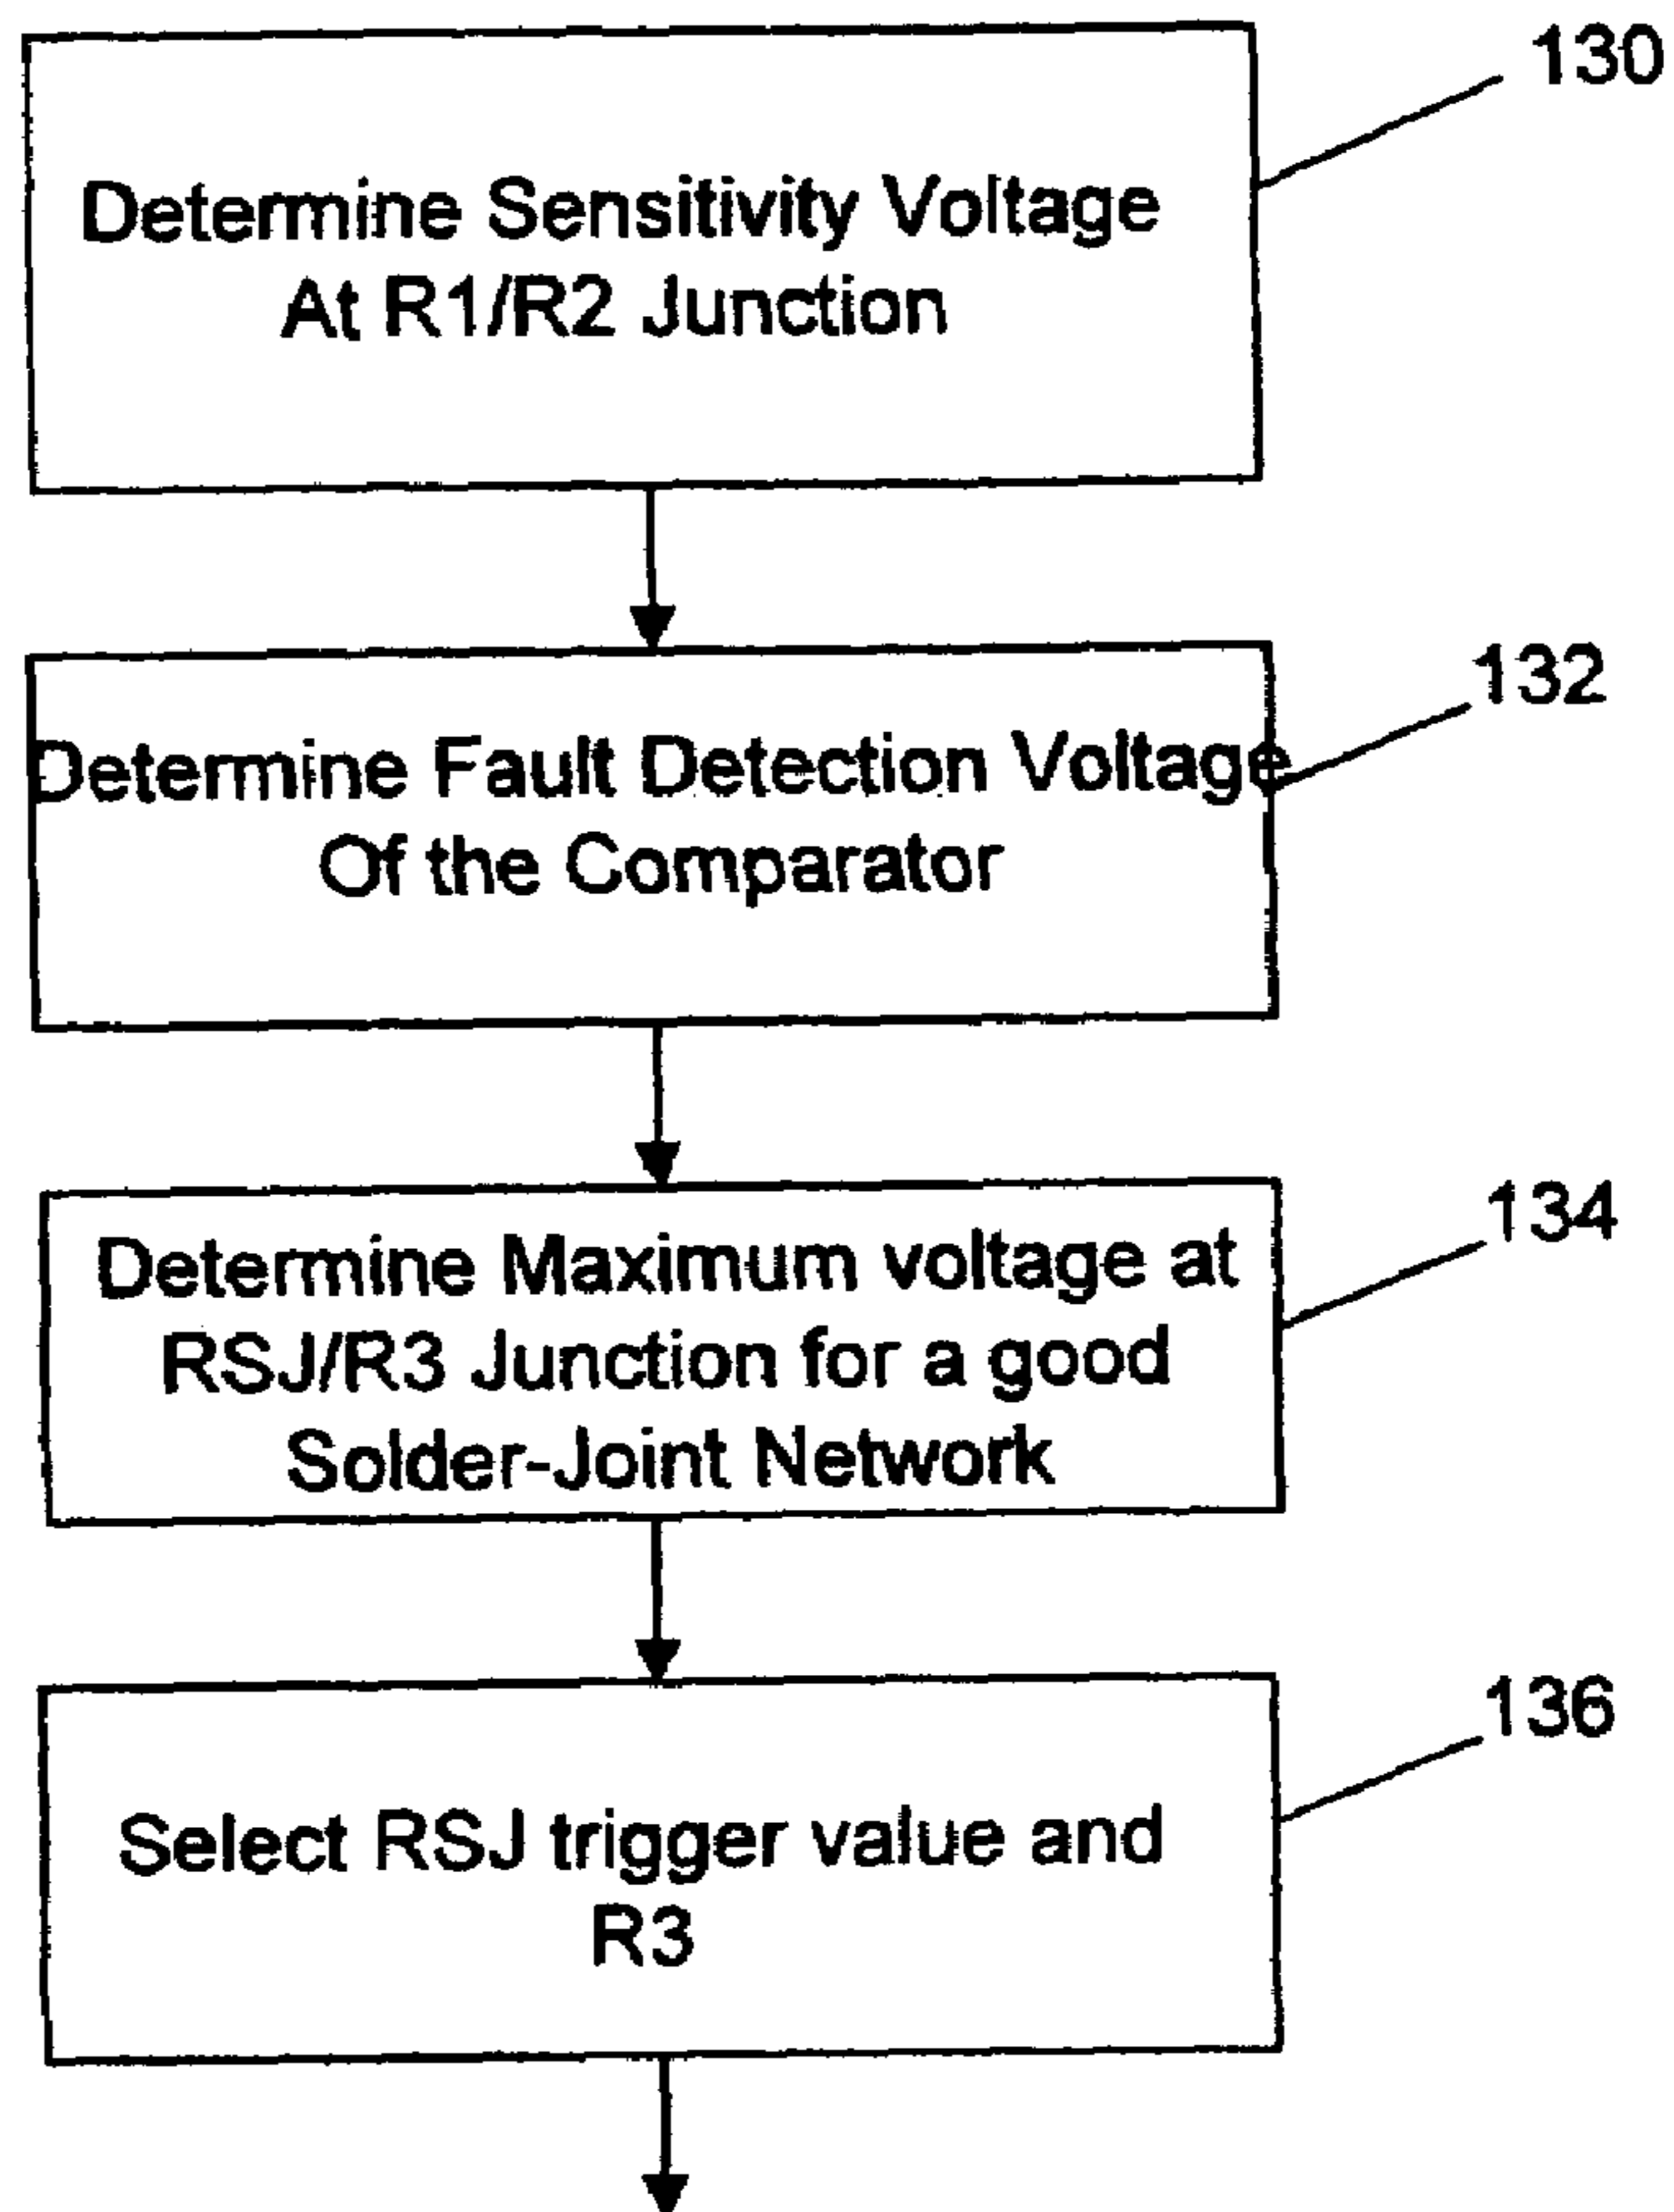 130
Determine Sensitivity Voltage
At R1/R2 Junction
132
Determine Fault Detection Voltage
Of the Comparator
134
Determine Maximum voltage at
RSJ/R3 Junction for a good
Solder-Joint Network
136
Select RSJ trigger value and
R3